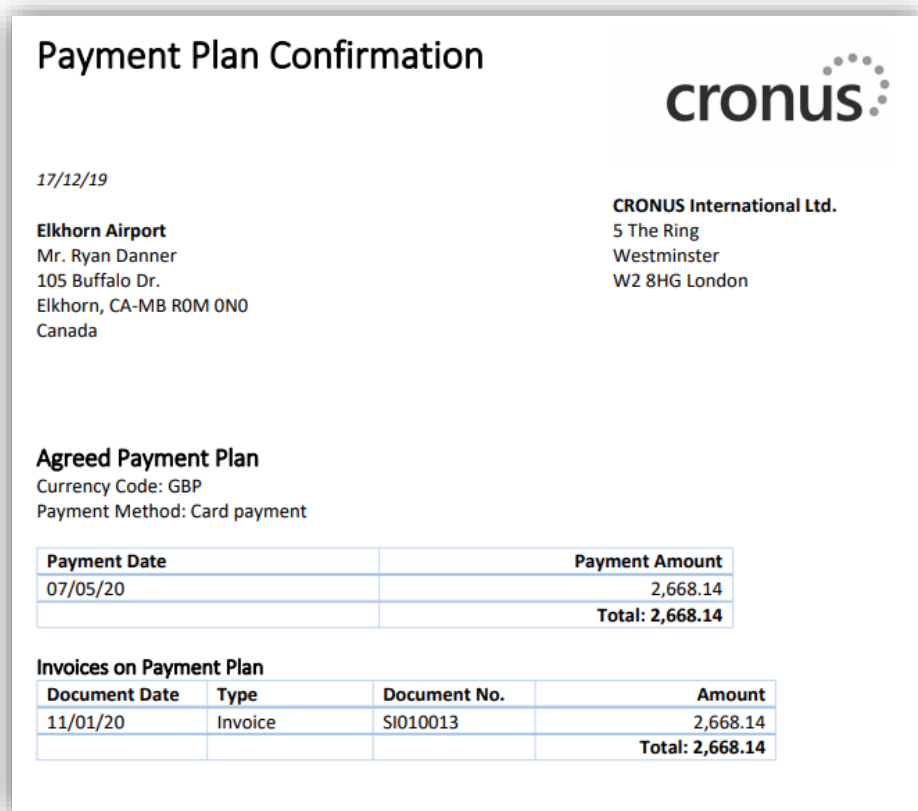 Payment Plan Confirmation
cronus
17/12/19
CRONUS International Ltd.
5 The Ring
Westminster
W2 8HG London
Elkhorn Airport
Mr. Ryan Danner
105 Buffalo Dr.
Elkhorn, CA-MB R0M 0N0
Canada
Agreed Payment Plan
Currency Code: GBP
Payment Method: Card payment
Payment Date Payment Amount
07/05/20 2,668.14
Total: 2,668.14
Invoices on Payment Plan
Document Date Type Document No. Amount
11/01/20 Invoice SI010013 2,668.14
Total: 2,668.14